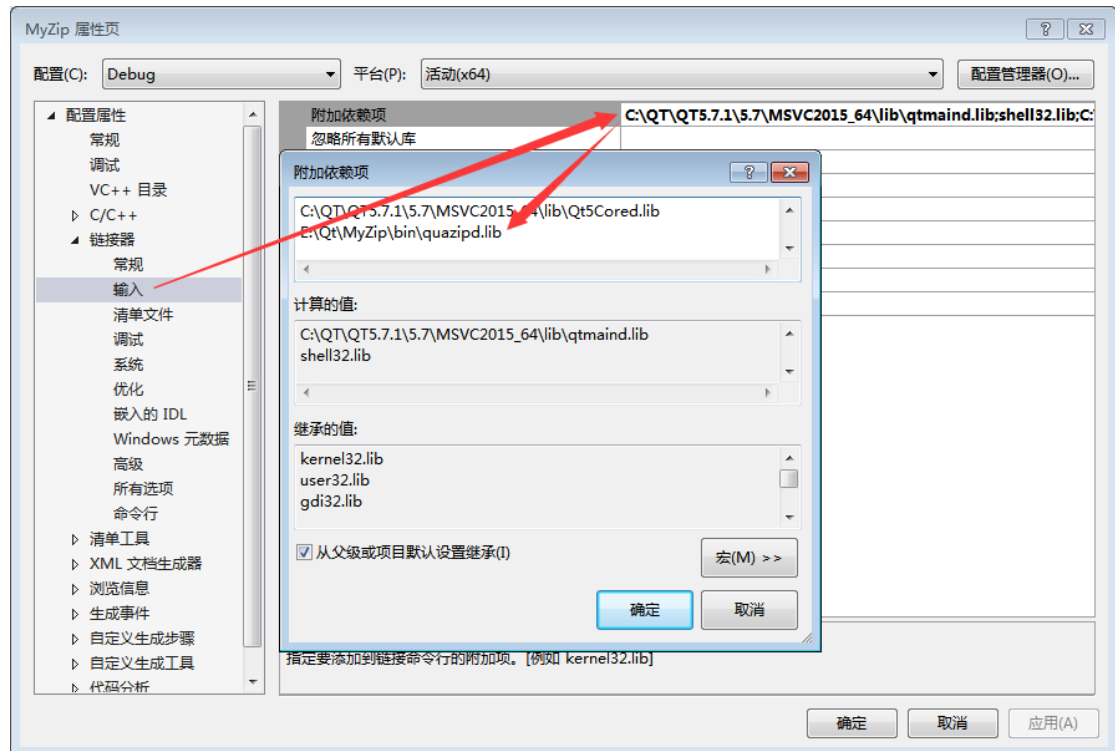 MyZip 属性页
配置(C): Debug 平台(P): 活动(x64) 配置管理器(O)...
配置属性
常规
调试
VC++ 目录
C/C++
链接器
常规
输入
清单文件
调试
系统
优化
嵌入的 IDL
Windows 元数据
高级
所有选项
命令行
清单工具
XML 文档生成器
浏览信息
生成事件
自定义生成步骤
自定义生成工具
代码分析
附加依赖项 C:\QT\QT5.7.1\5.7\MSVC2015_64\lib\qtmaind.lib;shell32.lib;C:
忽略所有默认库
附加依赖项
C:\QT\QT5.7.1\5.7\MSVC2015_64\lib\Qt5Cored.lib
E:\Qt\MyZip\bin\quazipd.lib
计算的值:
C:\QT\QT5.7.1\5.7\MSVC2015_64\lib\qtmaind.lib
shell32.lib
继承的值:
kernel32.lib
user32.lib
gdi32.lib
从父级或项目默认设置继承(I)
宏(M) >>
确定 取消
指定要添加到链接命令行的附加项。[例如 kernel32.lib]
确定 取消 应用(A)